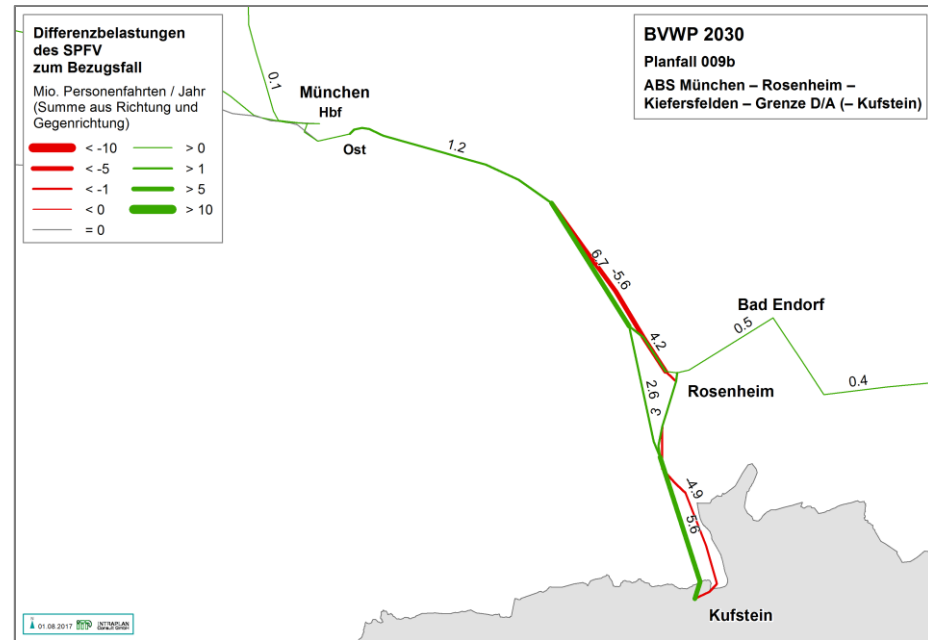 Differenzbelastungen
des SPFV
zum Bezugsfall
Mio. Personenfahrten / Jahr
(Summe aus Richtung und
Gegenrichtung)
< -10
> 0
< -5
> 1
< -1
> 5
< 0
> 10
= 0
BVWP 2030
Planfall 009b
ABS München – Rosenheim –
Kiefersfelden – Grenze D/A (– Kufstein)
0.1
München
Hbf
Ost
1.2
6.7
-5.6
4.2
Bad Endorf
0.5
0.4
Rosenheim
2.6
3
-4.9
5.6
Kufstein
01.08.2017
INTRAPLAN
Consult GmbH